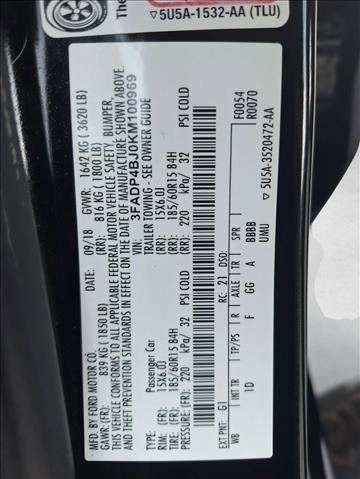 The
5U5A-1532-AA (TLU)
MFD. BY FORD MOTOR CO.
09/18 GVWR: 1642 KG ( 3620 LB)
GAWR: (FR): 839 KG (1850 LB) (RR): 816 KG ( 1800 LB)
THIS VEHICLE CONFORMS TO ALL APPLICABLE FEDERAL MOTOR VEHICLE SAFETY, BUMPER,
AND THEFT PREVENTION STANDARDS IN EFFECT ON THE DATE OF MANUFACTURE SHOWN ABOVE.
VIN: 3FADP4BJ0KM100969
TYPE: Passenger Car TRAILER TOWING - SEE OWNER GUIDE
RIM: (FR): 15X6.0J (RR): 15X6.0J
TIRES (FR): 185/60R15 84H (RR): 185/60R15 84H
PSI COLD: (FR): 220 kPa/ 32 PSI COLD (RR): 220 kPa/ 32 PSI COLD
EXT PNT: G1 RC: 21 DSO: F0054
R0070
WB INT TR TP/PS R AXLE TR SPR
1D F GG A BBBB
UMU
5U5A-3520472-AA